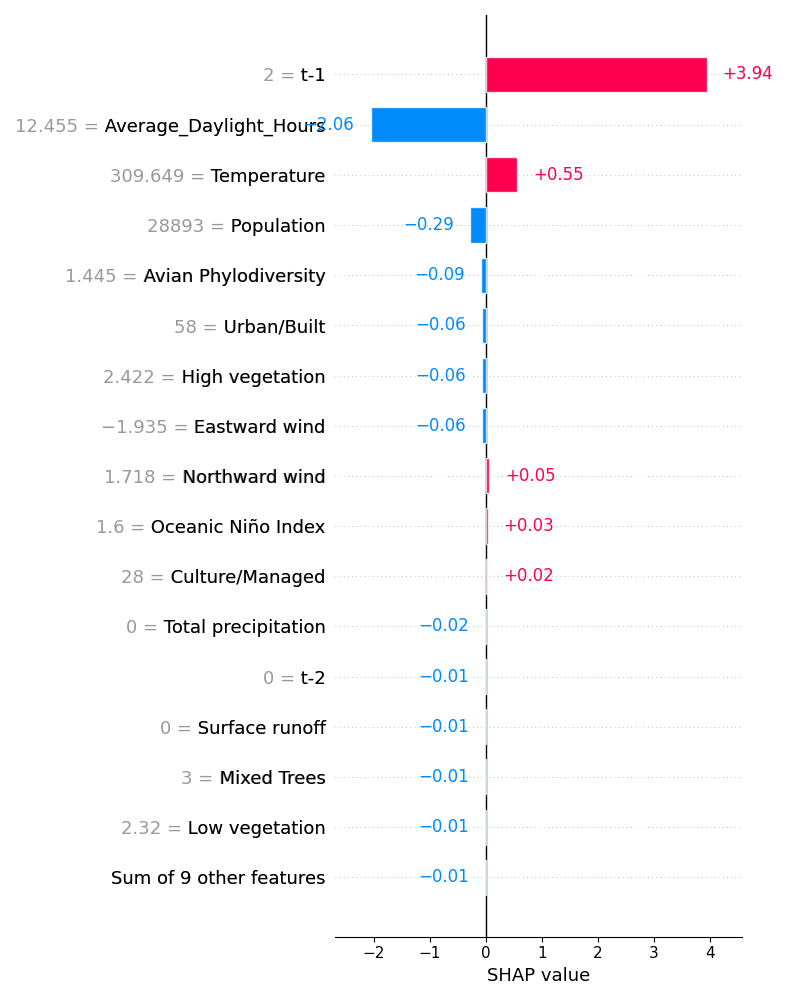 2 = t-1 +3.94
12.455 = Average_Daylight_Hours −2.06
309.649 = Temperature +0.55
28893 = Population −0.29
1.445 = Avian Phylodiversity −0.09
58 = Urban/Built −0.06
2.422 = High vegetation −0.06
−1.935 = Eastward wind −0.06
1.718 = Northward wind +0.05
1.6 = Oceanic Niño Index +0.03
28 = Culture/Managed +0.02
0 = Total precipitation −0.02
0 = t-2 −0.01
0 = Surface runoff −0.01
3 = Mixed Trees −0.01
2.32 = Low vegetation −0.01
Sum of 9 other features −0.01
−2 −1 0 1 2 3 4
SHAP value